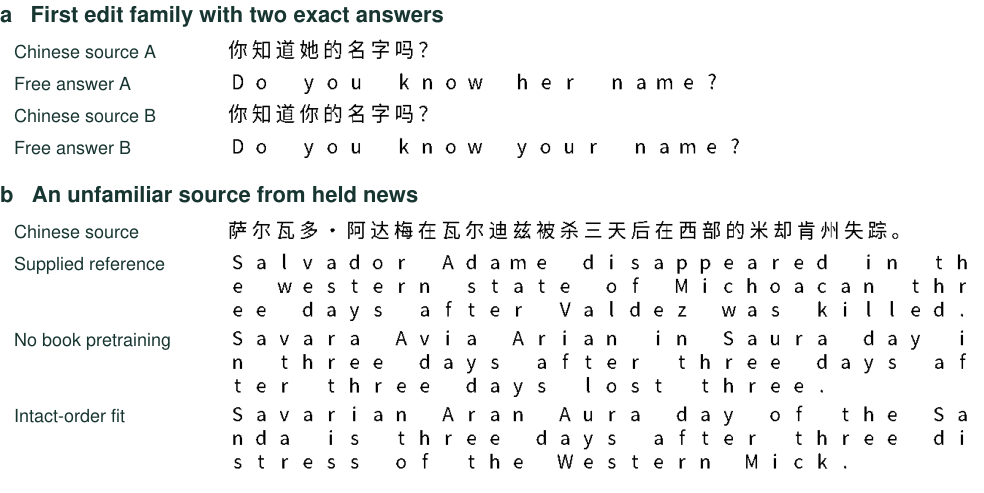 a First edit family with two exact answers
Chinese source A 你知道她的名字吗？
Free answer A Do you know her name?
Chinese source B 你知道你的名字吗？
Free answer B Do you know your name?
b An unfamiliar source from held news
Chinese source 萨尔瓦多·阿达梅在瓦尔迪兹被杀三天后在西部的米却肯州失踪。
Supplied reference Salvador Adame disappeared in th
e western state of Michoacan thr
ee days after Valdez was killed.
No book pretraining Savara Avia Arian in Saura day i
n three days after three days af
ter three days lost three.
Intact-order fit Savarian Aran Aura day of the Sa
nda is three days after three di
stress of the Western Mick.